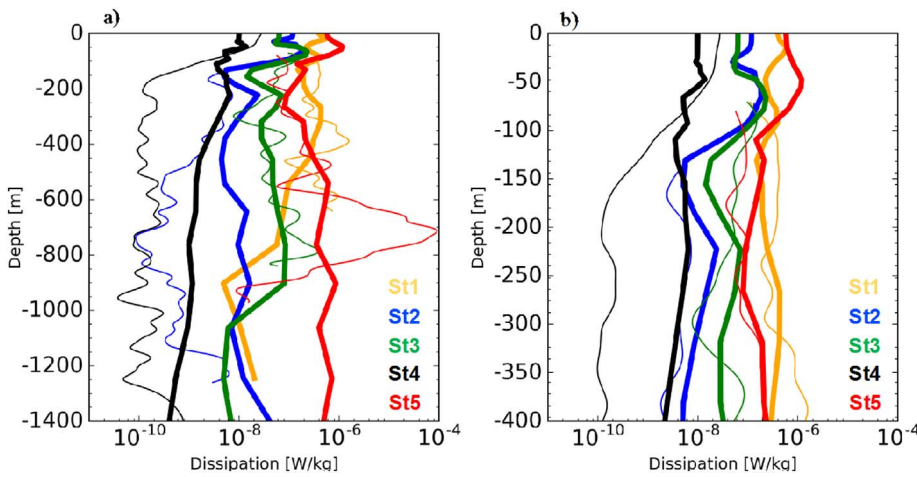 a)
0
-200
-400
-600
-800
-1000
-1200
-1400
Depth [m]
10^-10
10^-8
10^-6
10^-4
Dissipation [W/kg]
St1
St2
St3
St4
St5
b)
0
-50
-100
-150
-200
-250
-300
-350
-400
Depth [m]
10^-10
10^-8
10^-6
10^-4
Dissipation [W/kg]
St1
St2
St3
St4
St5